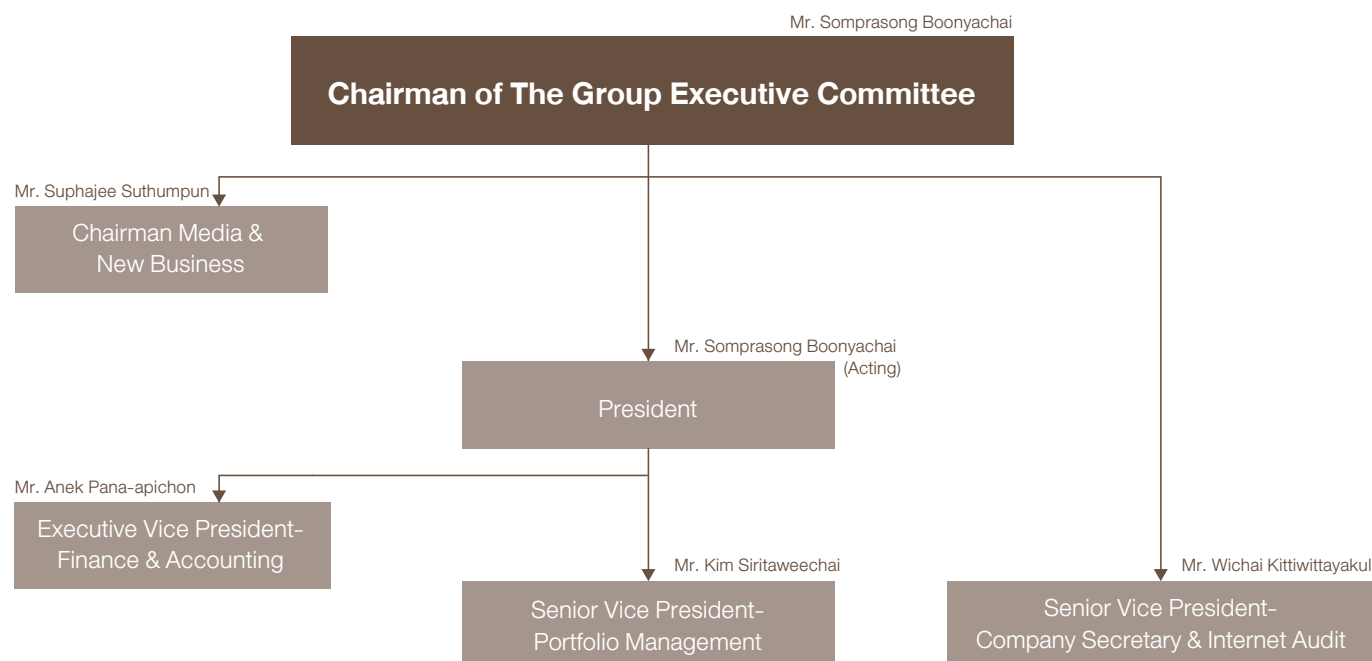 Mr. Somprasong Boonyachai
Chairman of The Group Executive Committee
Mr. Suphajee Suthumpun
Chairman Media &
New Business
Mr. Somprasong Boonyachai
(Acting)
President
Mr. Anek Pana-apichon
Executive Vice President-
Finance & Accounting
Mr. Kim Siritaweechai
Senior Vice President-
Portfolio Management
Mr. Wichai Kittiwittayakul
Senior Vice President-
Company Secretary & Internet Audit